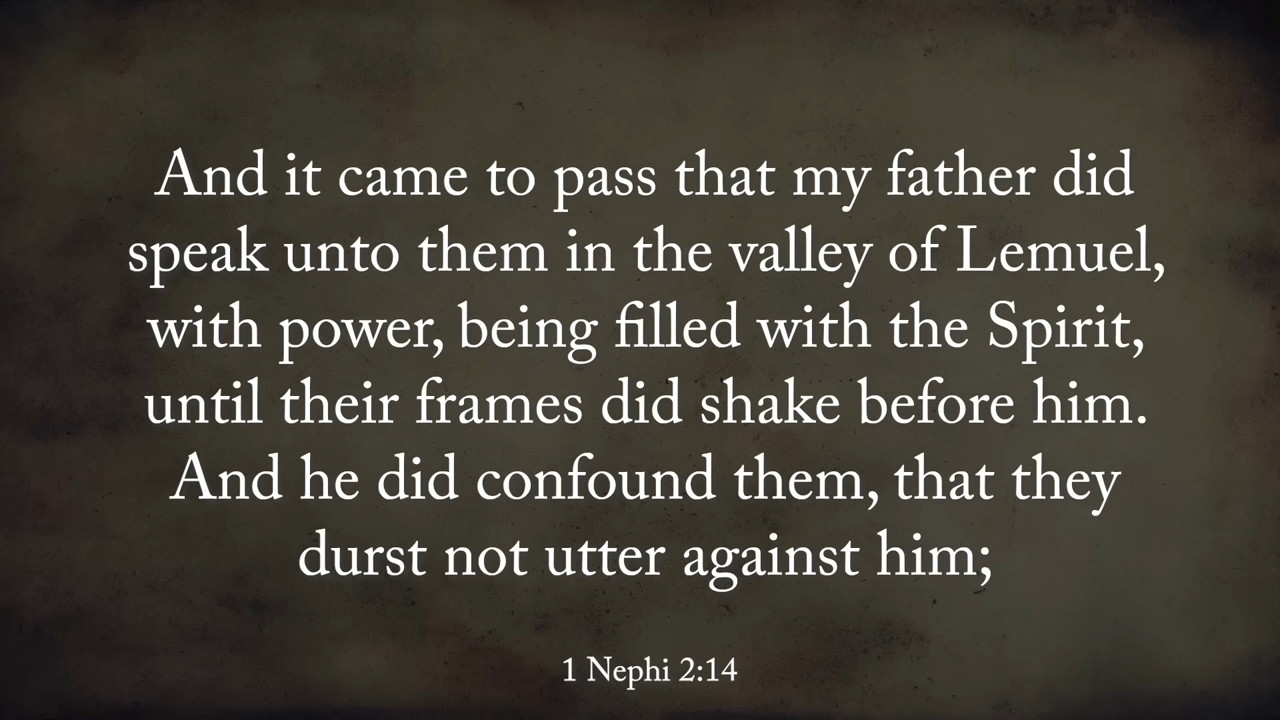 And it came to pass that my father did
speak unto them in the valley of Lemuel,
with power, being filled with the Spirit,
until their frames did shake before him.
And he did confound them, that they
durst not utter against him;
1 Nephi 2:14